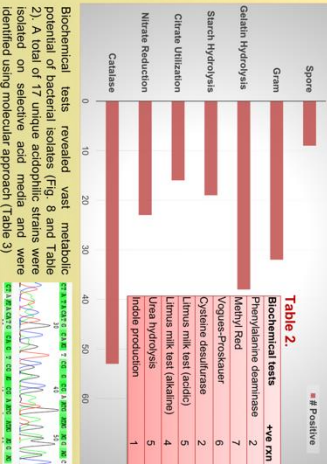 # Positive
Spore
Gram
Gelatin Hydrolysis
Starch Hydrolysis
Citrate Utilization
Nitrate Reduction
Catalase
0
10
20
30
40
50
60
Table 2.
Biochemical tests +ve rxn
Phenylalanine deaminase 2
Methyl Red 7
Vogues-Proskauer 6
Cysteine desulfurase 2
Litmus milk test (acidic) 5
Litmus milk test (alkaline) 4
Urea hydrolysis 5
Indole production 1
Biochemical tests revealed vast metabolic
potential of bacterial isolates (Fig. 8 and Table
2). A total of 17 unique acidophilic strains were
isolated on selective acid media and were
identified using molecular approach (Table 3)